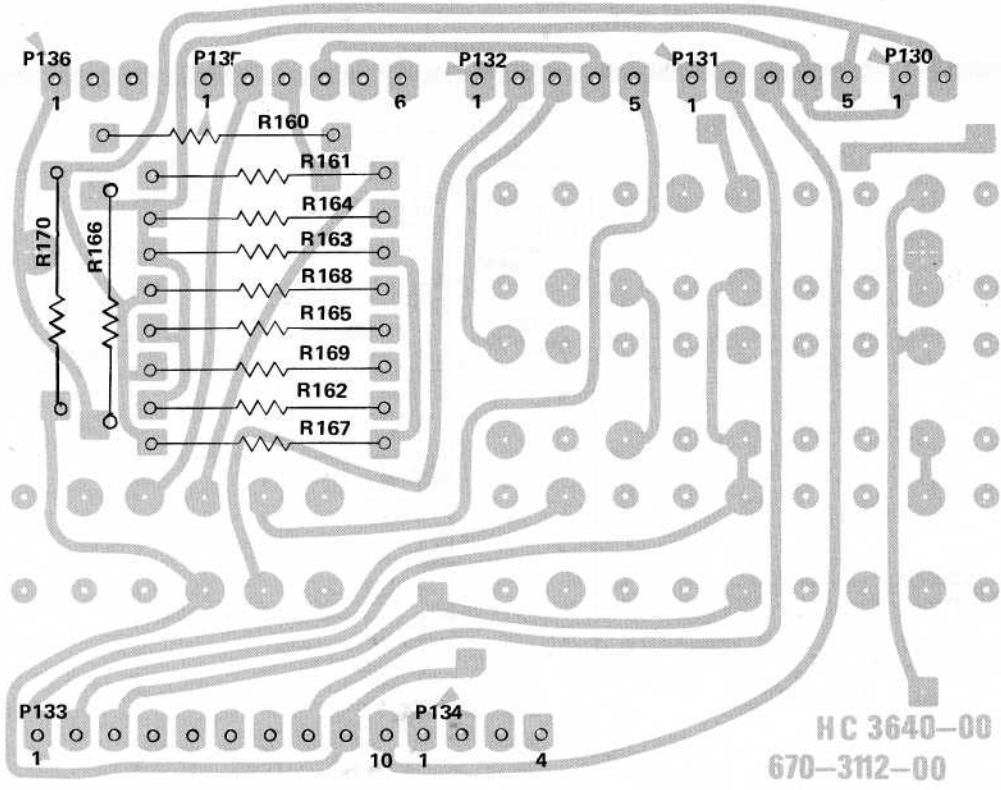 P136 P135 P132 P131 P130
1 1 6 1 5 1 5 1
R160
R161
R164
R163
R170 R166
R168
R165
R169
R162
R167
P133 P134
1 10 1 4
HC 3640-00
670-3112-00